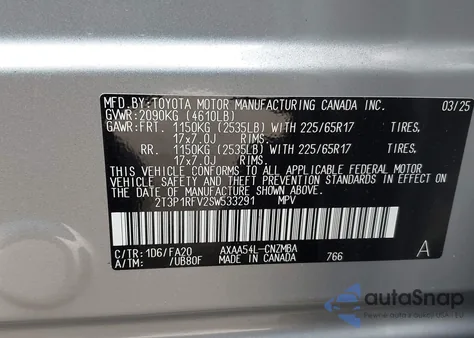 MFD.BY:TOYOTA MOTOR MANUFACTURING CANADA INC. 03/25
GVWR:2090KG (4610LB)
GAWR:FRT. 1150KG (2535LB) WITH 225/65R17 TIRES,
17x7.0J RIMS,
RR. 1150KG (2535LB) WITH 225/65R17 TIRES,
17x7.0J RIMS.
THIS VEHICLE CONFORMS TO ALL APPLICABLE FEDERAL MOTOR
VEHICLE SAFETY, BUMPER, AND THEFT PREVENTION STANDARDS IN EFFECT ON
THE DATE OF MANUFACTURE SHOWN ABOVE.
2T3P1RFV2SW533291 MPV
C/TR:1D6/FA20 AXAA54L-CNZMBA
A/TM: /UB80F MADE IN CANADA 766 A
autoSnap